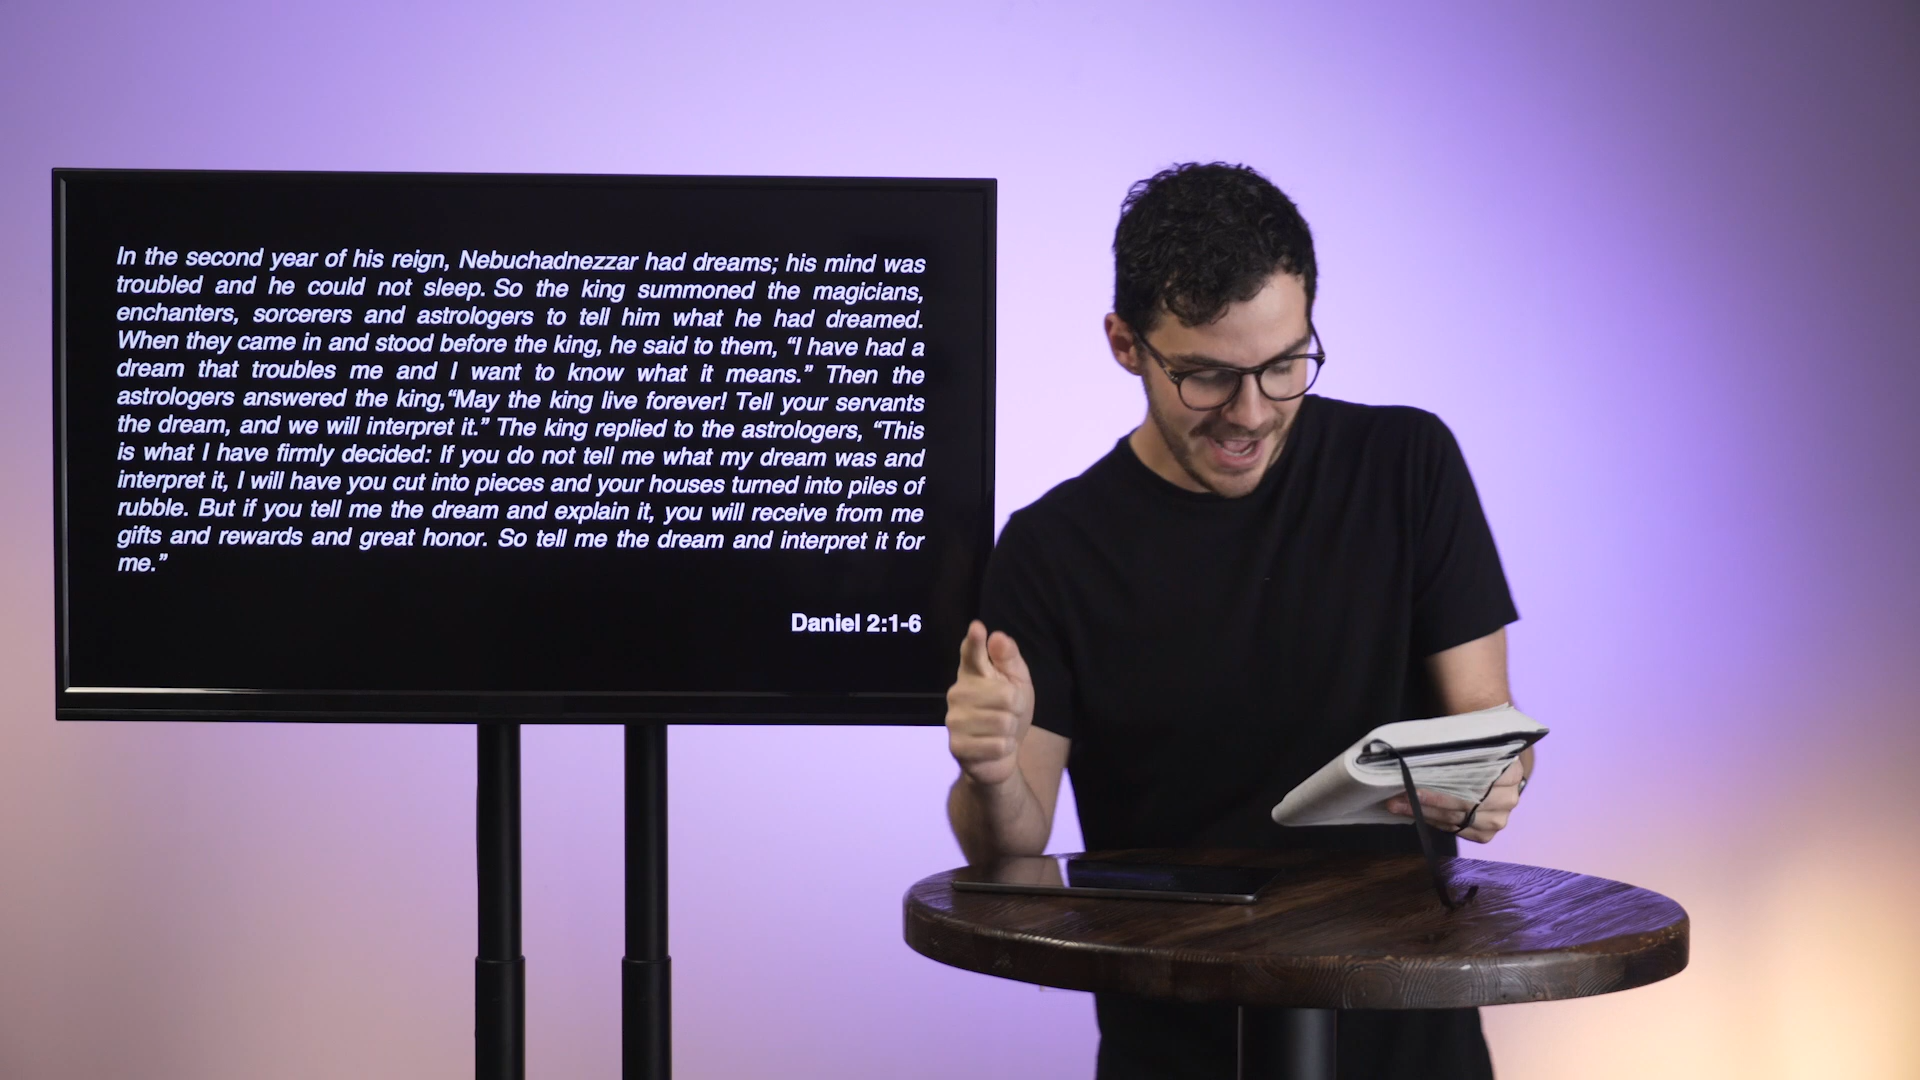 In the second year of his reign, Nebuchadnezzar had dreams; his mind was
troubled and he could not sleep. So the king summoned the magicians,
enchanters, sorcerers and astrologers to tell him what he had dreamed.
When they came in and stood before the king, he said to them, “I have had a
dream that troubles me and I want to know what it means.” Then the
astrologers answered the king,“May the king live forever! Tell your servants
the dream, and we will interpret it.” The king replied to the astrologers, “This
is what I have firmly decided: If you do not tell me what my dream was and
interpret it, I will have you cut into pieces and your houses turned into piles of
rubble. But if you tell me the dream and explain it, you will receive from me
gifts and rewards and great honor. So tell me the dream and interpret it for
me.”
Daniel 2:1-6